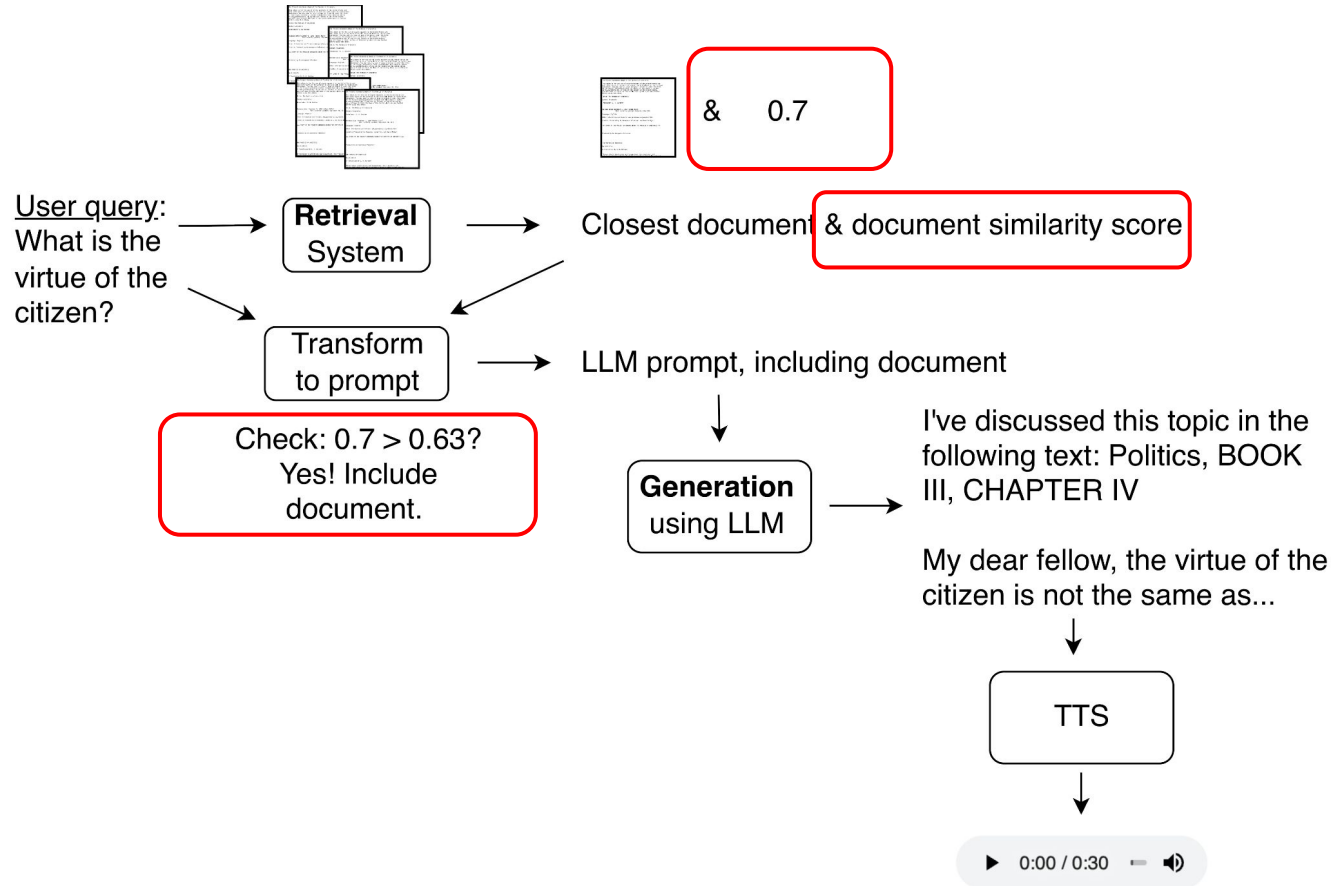 & 0.7
User query:
What is the
virtue of the
citizen?
Retrieval
System
Closest document & document similarity score
Transform
to prompt
LLM prompt, including document
Check: 0.7 > 0.63?
Yes! Include
document.
Generation
using LLM
I've discussed this topic in the
following text: Politics, BOOK
III, CHAPTER IV
My dear fellow, the virtue of the
citizen is not the same as...
TTS
0:00 / 0:30